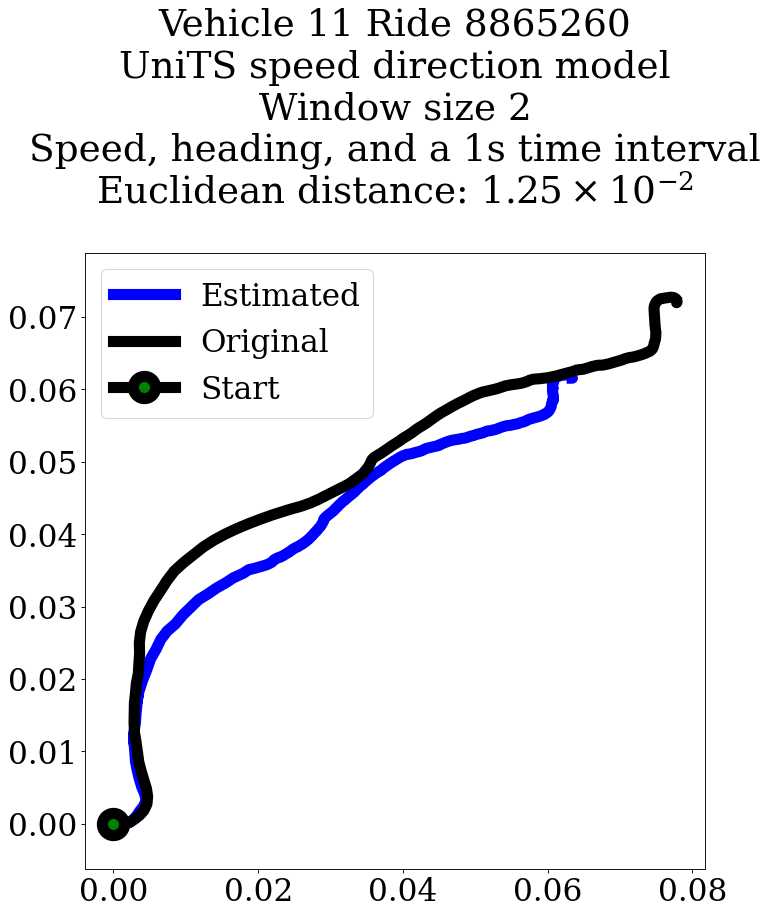 Vehicle 11 Ride 8865260
UniTS speed direction model
Window size 2
Speed, heading, and a 1s time interval
Euclidean distance: 1.25 × 10⁻²
Estimated
Original
Start
0.07
0.06
0.05
0.04
0.03
0.02
0.01
0.00
0.00 0.02 0.04 0.06 0.08